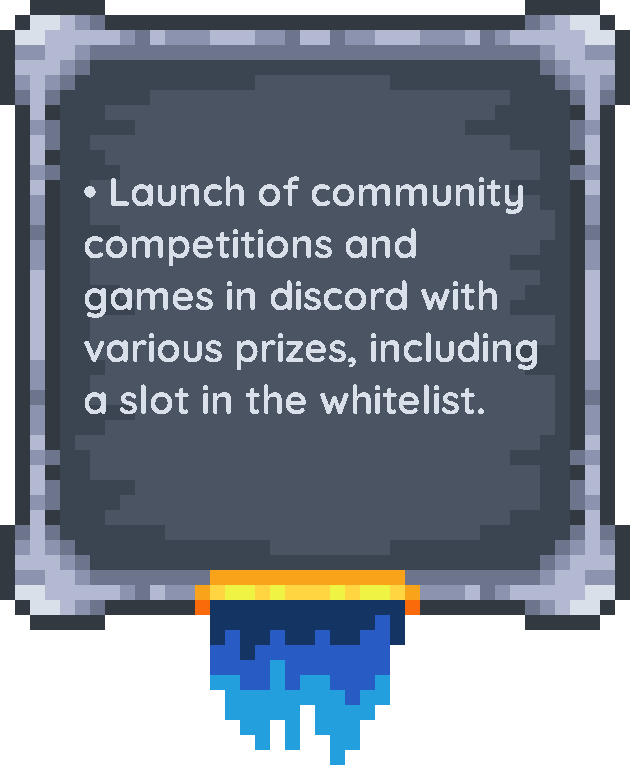 • Launch of community
competitions and
games in discord with
various prizes, including
a slot in the whitelist.